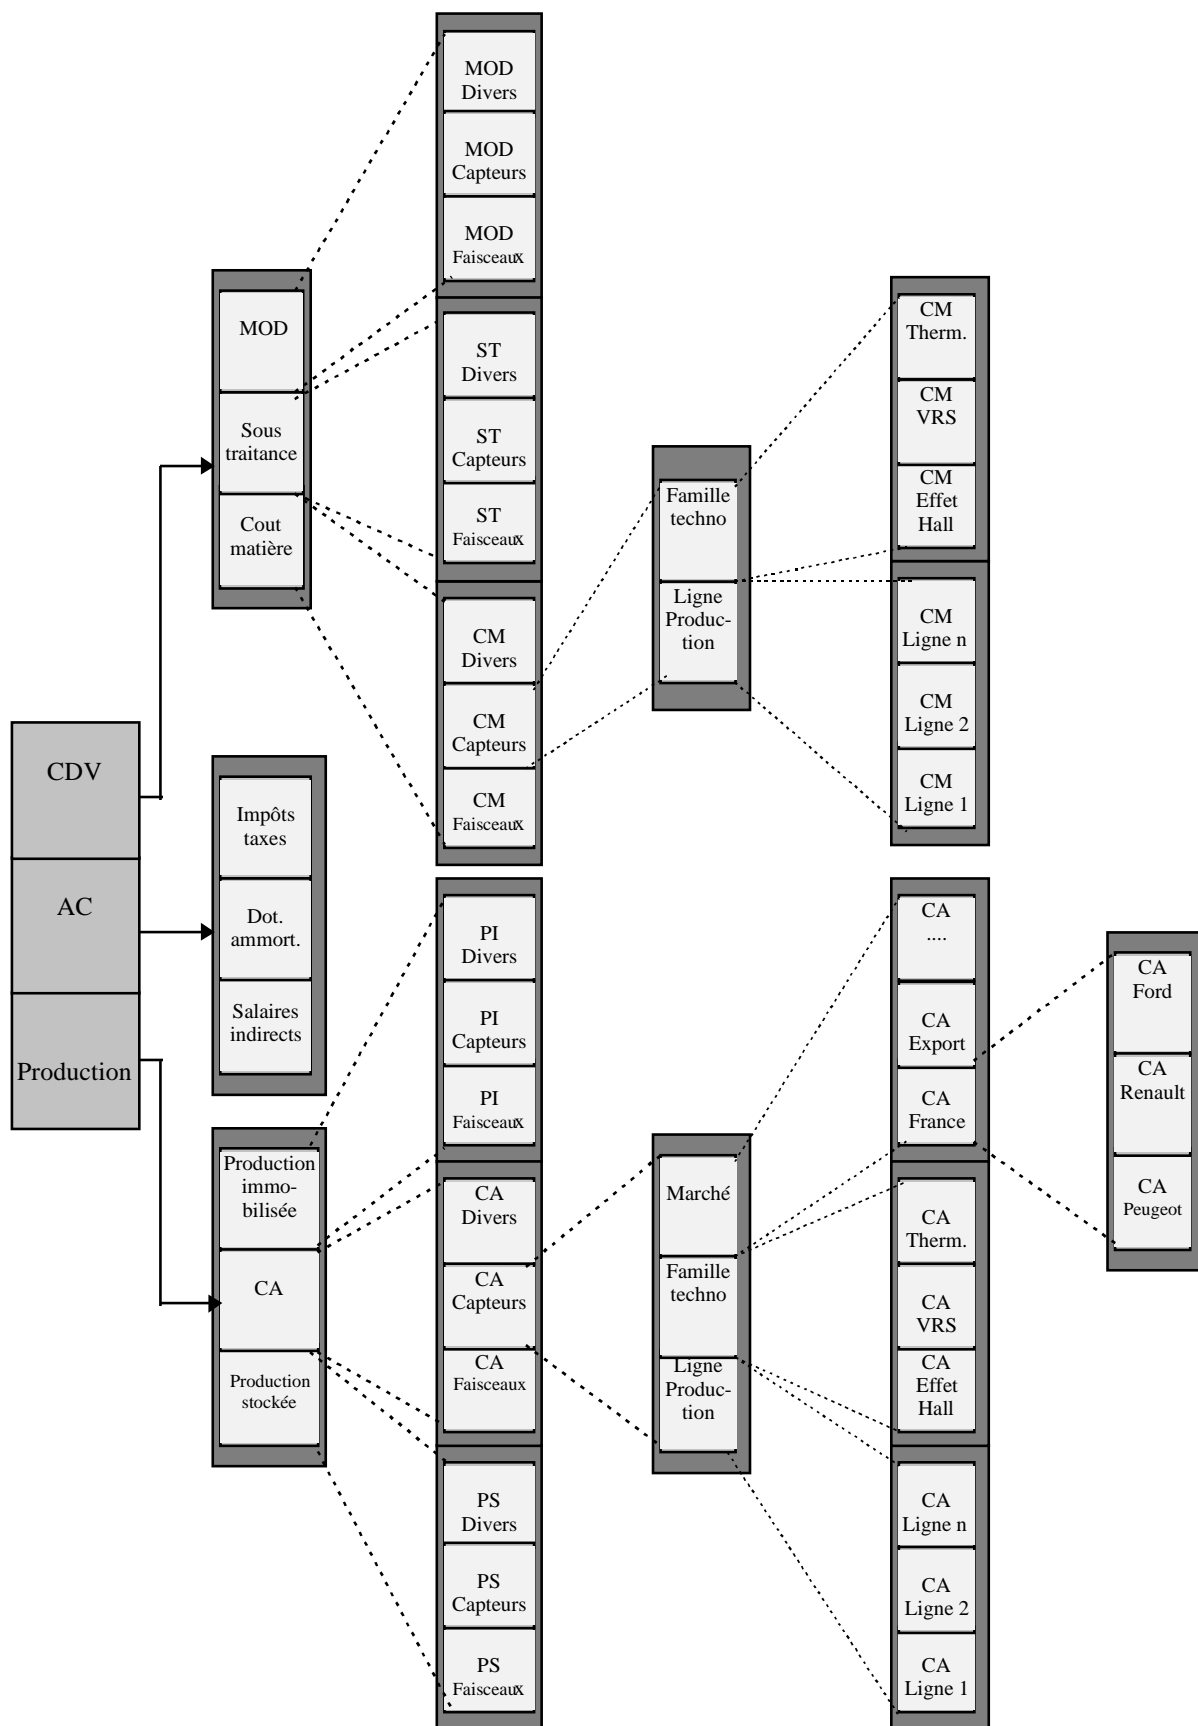 CDV
AC
Production
MOD
Sous
traitance
Cout
matière
Impôts
taxes
Dot.
ammort.
Salaires
indirects
Production
immo-
bilisée
CA
Production
stockée
MOD
Divers
MOD
Capteurs
MOD
Faisceaux
ST
Divers
ST
Capteurs
ST
Faisceaux
CM
Divers
CM
Capteurs
CM
Faisceaux
PI
Divers
PI
Capteurs
PI
Faisceaux
CA
Divers
CA
Capteurs
CA
Faisceaux
PS
Divers
PS
Capteurs
PS
Faisceaux
Famille
techno
Ligne
Produc-
tion
Marché
Famille
techno
Ligne
Produc-
tion
CM
Therm.
CM
VRS
CM
Effet
Hall
CM
Ligne n
CM
Ligne 2
CM
Ligne 1
CA
....
CA
Export
CA
France
CA
Therm.
CA
VRS
CA
Effet
Hall
CA
Ligne n
CA
Ligne 2
CA
Ligne 1
CA
Ford
CA
Renault
CA
Peugeot